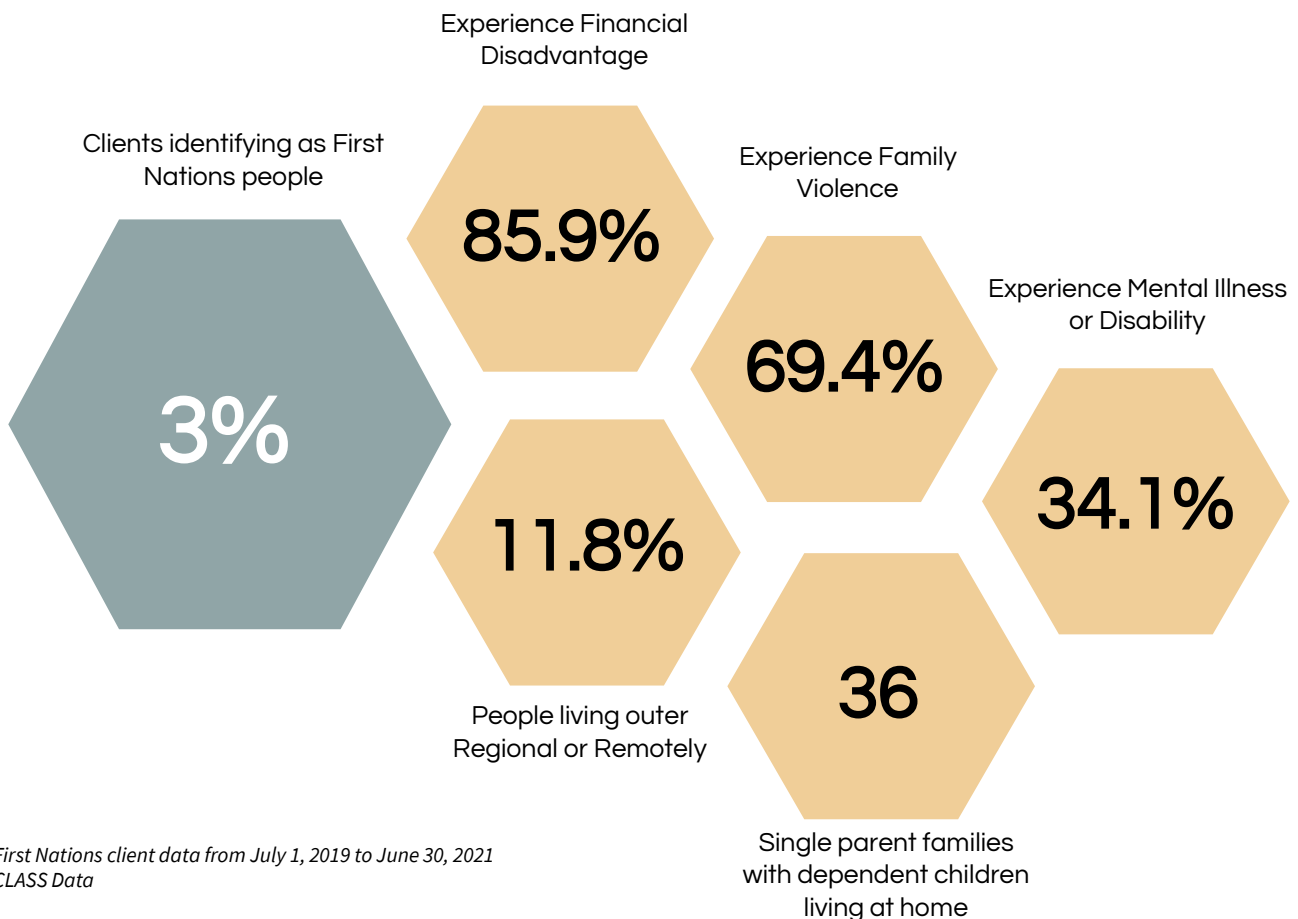 Experience Financial
Disadvantage
85.9%
Clients identifying as First
Nations people
3%
Experience Family
Violence
69.4%
Experience Mental Illness
or Disability
34.1%
11.8%
People living outer
Regional or Remotely
36
Single parent families
with dependent children
living at home
First Nations client data from July 1, 2019 to June 30, 2021
CLASS Data